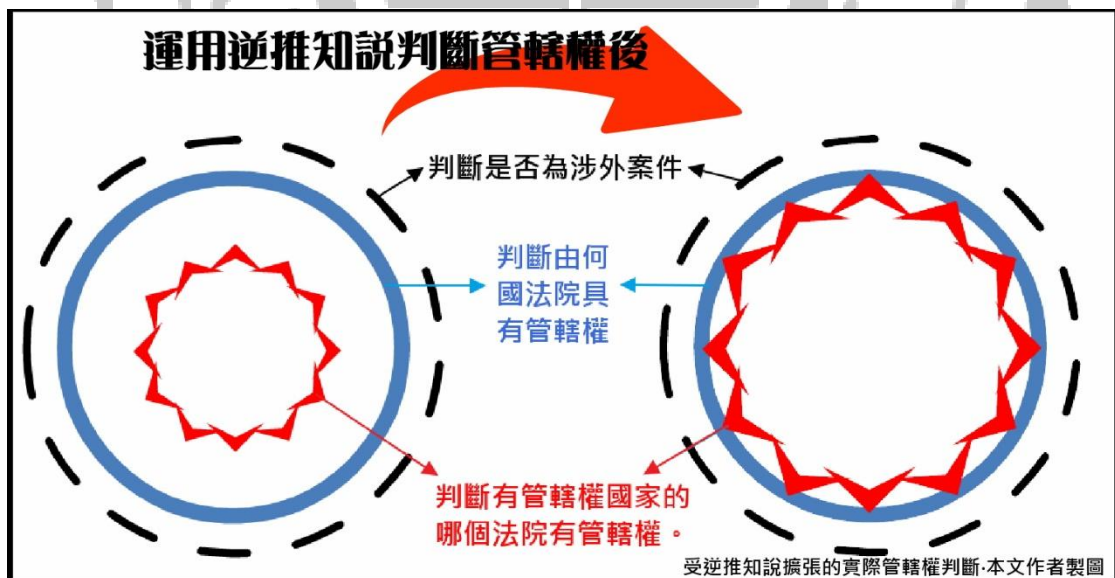 運用逆推知說判斷管轄權後
判斷是否為涉外案件
判斷由何
國法院具
有管轄權
判斷有管轄權國家的
哪個法院有管轄權。
受逆推知說擴張的實際管轄權判斷·本文作者製圖